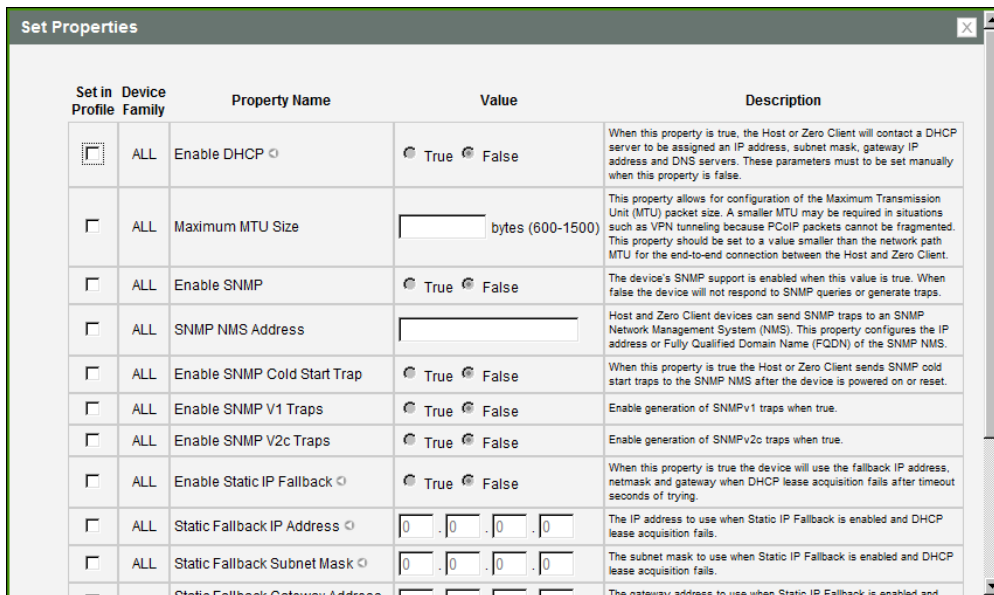 Set Properties
X
Set in Profile
Device Family
Property Name
Value
Description
ALL
Enable DHCP
True False
When this property is true, the Host or Zero Client will contact a DHCP
server to be assigned an IP address, subnet mask, gateway IP
address and DNS servers. These parameters must to be set manually
when this property is false.
ALL
Maximum MTU Size
bytes (600-1500)
This property allows for configuration of the Maximum Transmission
Unit (MTU) packet size. A smaller MTU may be required in situations
such as VPN tunneling because PCoIP packets cannot be fragmented.
This property should be set to a value smaller than the network path
MTU for the end-to-end connection between the Host and Zero Client.
ALL
Enable SNMP
True False
The device's SNMP support is enabled when this value is true. When
false the device will not respond to SNMP queries or generate traps.
ALL
SNMP NMS Address
Host and Zero Client devices can send SNMP traps to an SNMP
Network Management System (NMS). This property configures the IP
address or Fully Qualified Domain Name (FQDN) of the SNMP NMS.
ALL
Enable SNMP Cold Start Trap
True False
When this property is true the Host or Zero Client sends SNMP cold
start traps to the SNMP NMS after the device is powered on or reset.
ALL
Enable SNMP V1 Traps
True False
Enable generation of SNMPv1 traps when true.
ALL
Enable SNMP V2c Traps
True False
Enable generation of SNMPv2c traps when true.
ALL
Enable Static IP Fallback
True False
When this property is true the device will use the fallback IP address,
netmask and gateway when DHCP lease acquisition fails after timeout
seconds of trying.
ALL
Static Fallback IP Address
0 . 0 . 0 . 0
The IP address to use when Static IP Fallback is enabled and DHCP
lease acquisition fails.
ALL
Static Fallback Subnet Mask
0 . 0 . 0 . 0
The subnet mask to use when Static IP Fallback is enabled and DHCP
lease acquisition fails.
Static Fallback Gateway Address
The gateway address to use when Static IP Fallback is enabled and